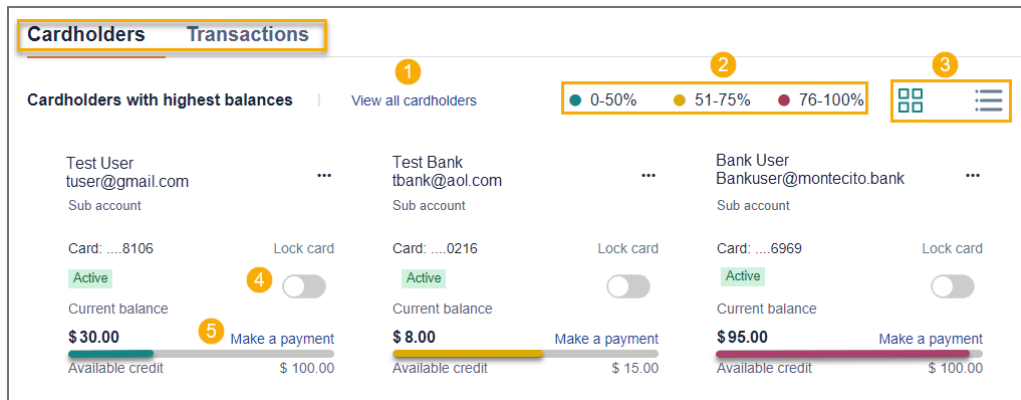 Cardholders Transactions
1 2 3
Cardholders with highest balances | View all cardholders 0-50% 51-75% 76-100%
Test User Test Bank Bank User
tuser@gmail.com ... tbank@aol.com ... Bankuser@montecito.bank ...
Sub account Sub account Sub account
Card: ....8106 Lock card Card: ....0216 Lock card Card: ....6969 Lock card
Active 4 Active Active
Current balance Current balance Current balance
$30.00 5 Make a payment $8.00 Make a payment $95.00 Make a payment
Available credit $ 100.00 Available credit $ 15.00 Available credit $ 100.00